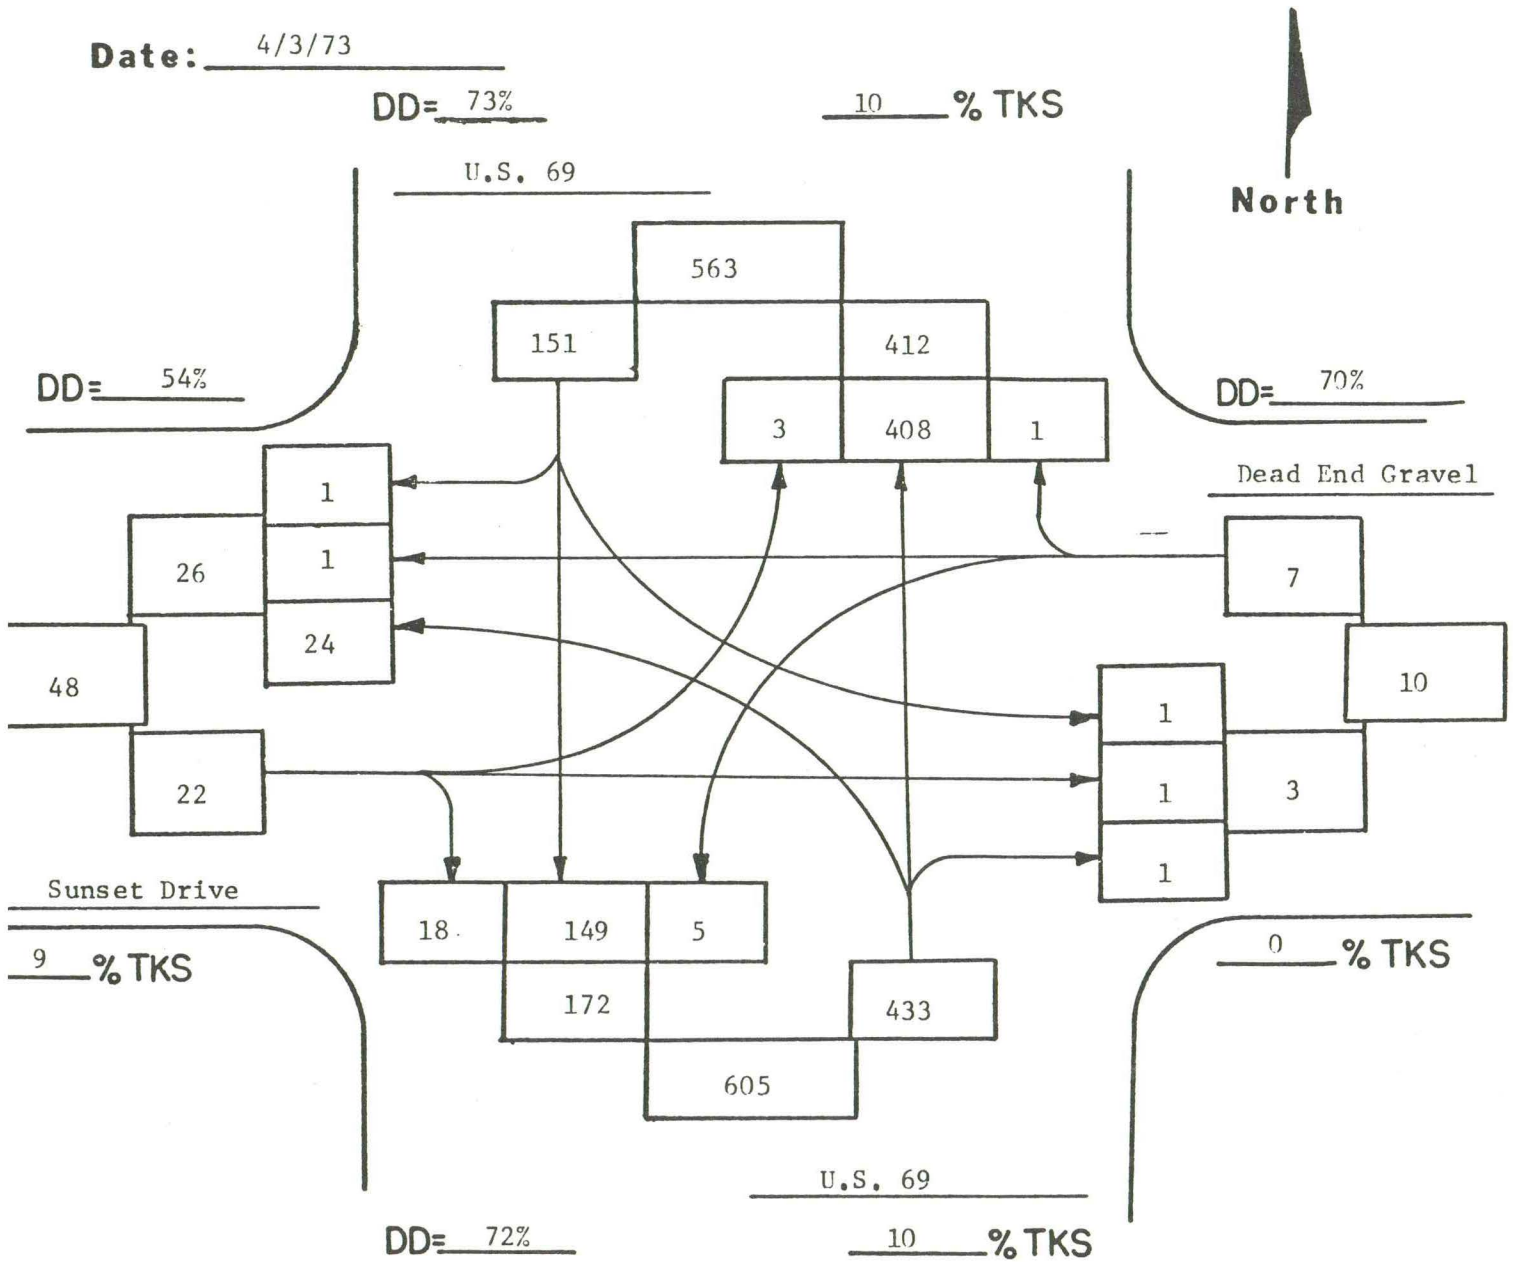 Date: 4/3/73
DD= 73% 10 % TKS
U.S. 69
North
563
151 412
DD= 54%
DD= 70%
3 408 1
Dead End Gravel
1
--
26 1
7
24
48
10
1
22
1 3
1
Sunset Drive
18 149 5
9 % TKS
0 % TKS
172 433
605
U.S. 69
DD= 72% 10 % TKS